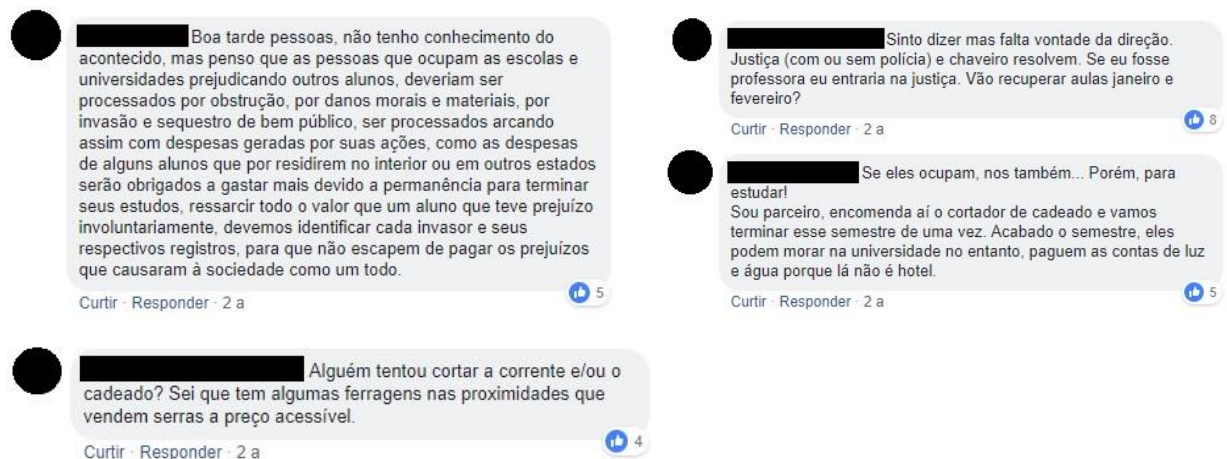 Boa tarde pessoas, não tenho conhecimento do
acontecido, mas penso que as pessoas que ocupam as escolas e
universidades prejudicando outros alunos, deveriam ser
processados por obstrução, por danos morais e materiais, por
invasão e sequestro de bem público, ser processados arcando
assim com despesas geradas por suas ações, como as despesas
de alguns alunos que por residirem no interior ou em outros estados
serão obrigados a gastar mais devido a permanência para terminar
seus estudos, ressarcir todo o valor que um aluno que teve prejuízo
involuntariamente, devemos identificar cada invasor e seus
respectivos registros, para que não escapem de pagar os prejuízos
que causaram à sociedade como um todo.
5
Curtir · Responder · 2 a
Alguém tentou cortar a corrente e/ou o
cadeado? Sei que tem algumas ferragens nas proximidades que
vendem serras a preço acessível.
4
Curtir · Responder · 2 a
Sinto dizer mas falta vontade da direção.
Justiça (com ou sem polícia) e chaveiro resolvem. Se eu fosse
professora eu entraria na justiça. Vão recuperar aulas janeiro e
fevereiro?
8
Curtir · Responder · 2 a
Se eles ocupam, nos também... Porém, para
estudar!
Sou parceiro, encomenda aí o cortador de cadeado e vamos
terminar esse semestre de uma vez. Acabado o semestre, eles
podem morar na universidade no entanto, paguem as contas de luz
e água porque lá não é hotel.
5
Curtir · Responder · 2 a